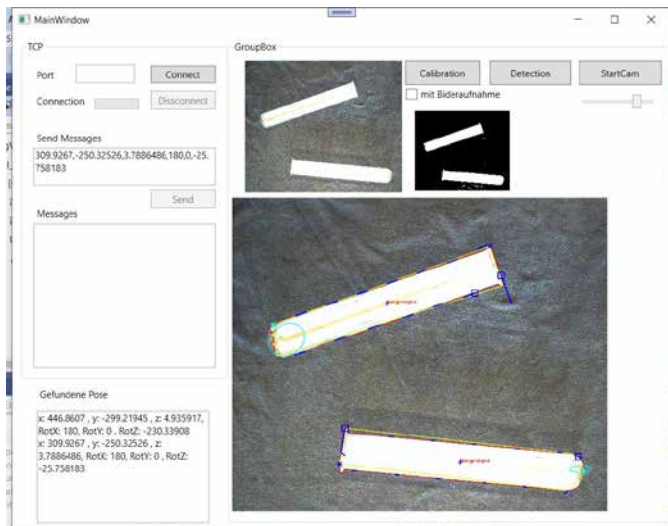 MainWindow
TCP
Port
Connect
Connection
Dissconnect
Send Messages
309.9267,-250.32526,3.7886486,180,0,-25.
758183
Send
Messages
Gefundene Pose
x: 446.8607 , y: -299.21945 , z: 4.935917,
RotX: 180, RotY: 0 , RotZ: -230.33908
x: 309.9267 , y: -250.32526 , z:
3.7886486, RotX: 180, RotY: 0 , RotZ:
-25.758183
GroupBox
Calibration
Detection
StartCam
mit Bideraufnahme